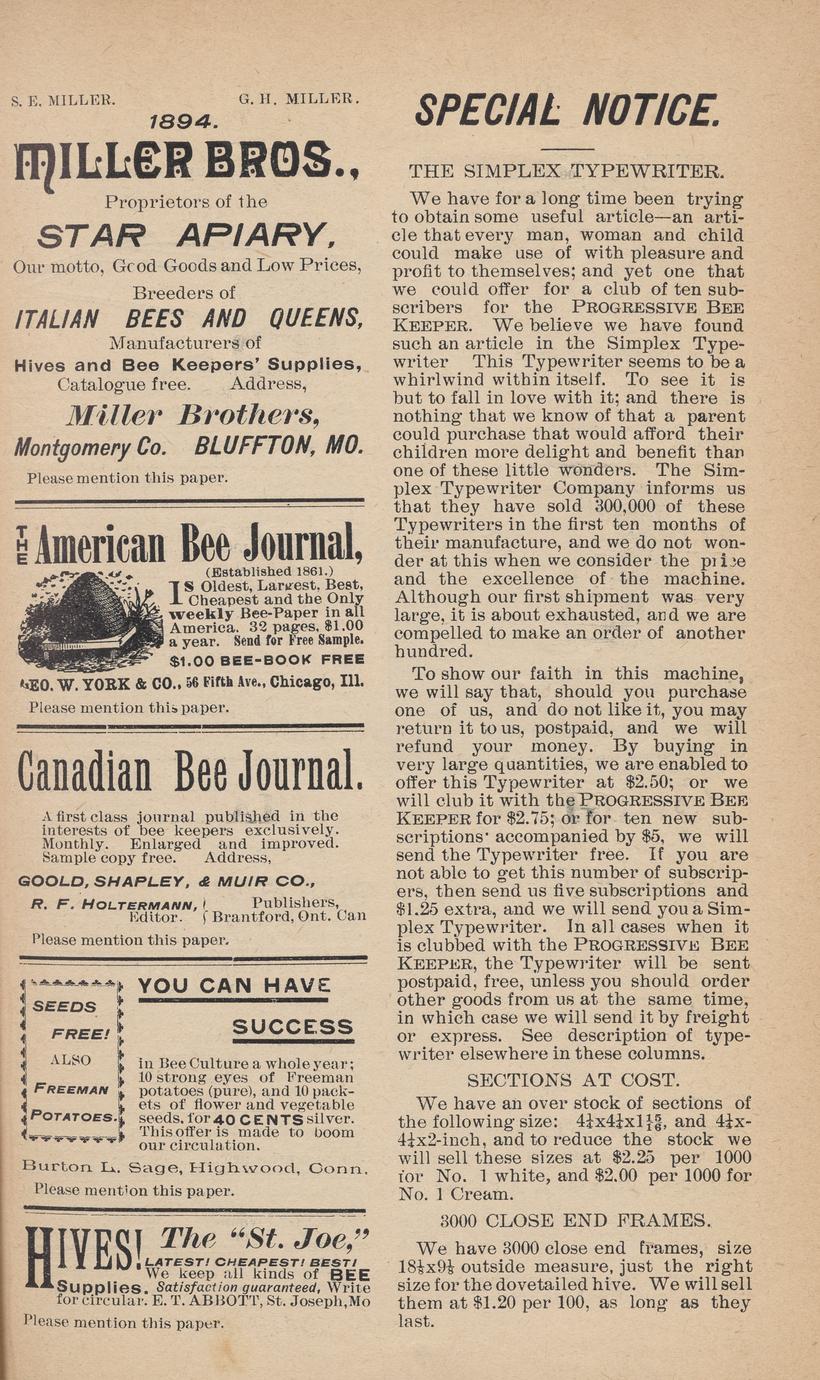 S. E. MILLER. G. H. MILLER.
1894.
MILLER BROS.,
Proprietors of the
STAR APIARY,
Our motto, Good Goods and Low Prices,
Breeders of
ITALIAN BEES AND QUEENS,
Manufacturers of
Hives and Bee Keepers' Supplies,
Catalogue free. Address,
Miller Brothers,
Montgomery Co. BLUFFTON, MO.
Please mention this paper.
THE American Bee Journal,
(Established 1861.)
Is Oldest, Largest, Best,
Cheapest and the Only
weekly Bee-Paper in all
America. 32 pages, $1.00
a year. Send for Free Sample.
$1.00 BEE-BOOK FREE
GEO. W. YORK & CO., 56 Fifth Ave., Chicago, Ill.
Please mention this paper.
Canadian Bee Journal.
A first class journal published in the
interests of bee keepers exclusively.
Monthly. Enlarged and improved.
Sample copy free. Address,
GOOLD, SHAPLEY, & MUIR CO.,
R. F. HOLTERMANN, Publishers,
Editor. Brantford, Ont. Can
Please mention this paper.
SEEDS
FREE!
ALSO
FREEMAN
POTATOES.
YOU CAN HAVE
SUCCESS
in Bee Culture a whole year;
10 strong eyes of Freeman
potatoes (pure), and 10 pack-
ets of flower and vegetable
seeds, for 40 CENTS silver.
This offer is made to boom
our circulation.
Burton L. Sage, Highwood, Conn.
Please mention this paper.
HIVES! The "St. Joe,"
LATEST! CHEAPEST! BEST!
We keep all kinds of BEE
Supplies. Satisfaction guaranteed, Write
for circular. E. T. ABBOTT, St. Joseph, Mo
Please mention this paper.
SPECIAL NOTICE.
THE SIMPLEX TYPEWRITER.
We have for a long time been trying
to obtain some useful article—an arti-
cle that every man, woman and child
could make use of with pleasure and
profit to themselves; and yet one that
we could offer for a club of ten sub-
scribers for the PROGRESSIVE BEE
KEEPER. We believe we have found
such an article in the Simplex Type-
writer This Typewriter seems to be a
whirlwind within itself. To see it is
but to fall in love with it; and there is
nothing that we know of that a parent
could purchase that would afford their
children more delight and benefit than
one of these little wonders. The Sim-
plex Typewriter Company informs us
that they have sold 300,000 of these
Typewriters in the first ten months of
their manufacture, and we do not won-
der at this when we consider the price
and the excellence of the machine.
Although our first shipment was very
large, it is about exhausted, and we are
compelled to make an order of another
hundred.
To show our faith in this machine,
we will say that, should you purchase
one of us, and do not like it, you may
return it to us, postpaid, and we will
refund your money. By buying in
very large quantities, we are enabled to
offer this Typewriter at $2.50; or we
will club it with the PROGRESSIVE BEE
KEEPER for $2.75; or for ten new sub-
scriptions accompanied by $5, we will
send the Typewriter free. If you are
not able to get this number of subscrip-
ers, then send us five subscriptions and
$1.25 extra, and we will send you a Sim-
plex Typewriter. In all cases when it
is clubbed with the PROGRESSIVE BEE
KEEPER, the Typewriter will be sent
postpaid, free, unless you should order
other goods from us at the same time,
in which case we will send it by freight
or express. See description of type-
writer elsewhere in these columns.
SECTIONS AT COST.
We have an over stock of sections of
the following size: 4¼x4¼x1⅚, and 4¼x-
4¼x2-inch, and to reduce the stock we
will sell these sizes at $2.25 per 1000
for No. 1 white, and $2.00 per 1000 for
No. 1 Cream.
3000 CLOSE END FRAMES.
We have 3000 close end frames, size
18⅛x9⅛ outside measure, just the right
size for the dovetailed hive. We will sell
them at $1.20 per 100, as long as they
last.